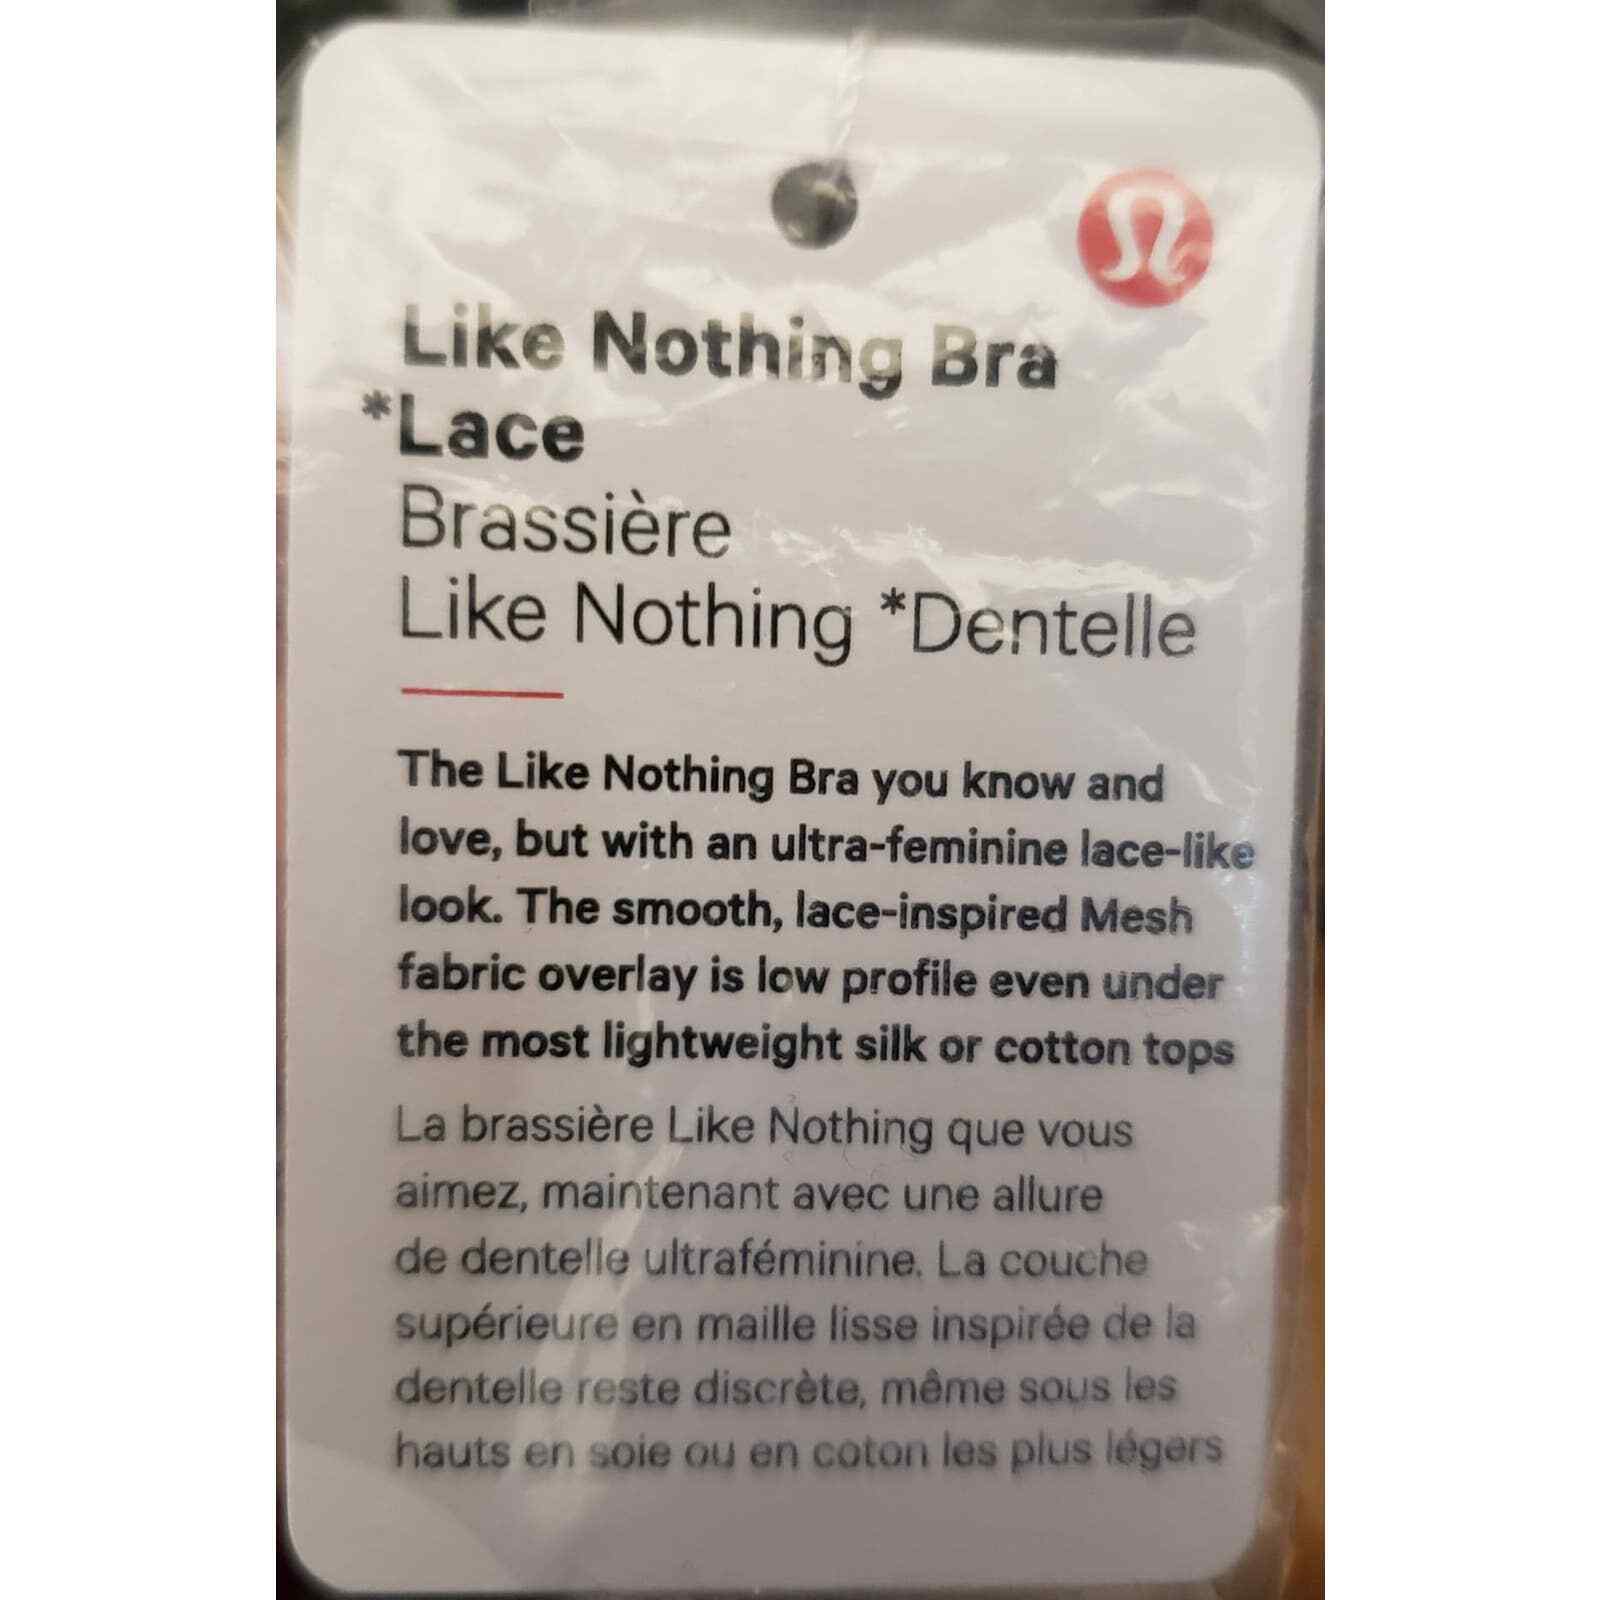 Like Nothing Bra
*Lace
Brassière
Like Nothing *Dentelle
The Like Nothing Bra you know and
love, but with an ultra-feminine lace-like
look. The smooth, lace-inspired Mesh
fabric overlay is low profile even under
the most lightweight silk or cotton tops
La brassière Like Nothing que vous
aimez, maintenant avec une allure
de dentelle ultraféminine. La couche
supérieure en maille lisse inspirée de la
dentelle reste discrète, même sous les
hauts en soie ou en coton les plus légers